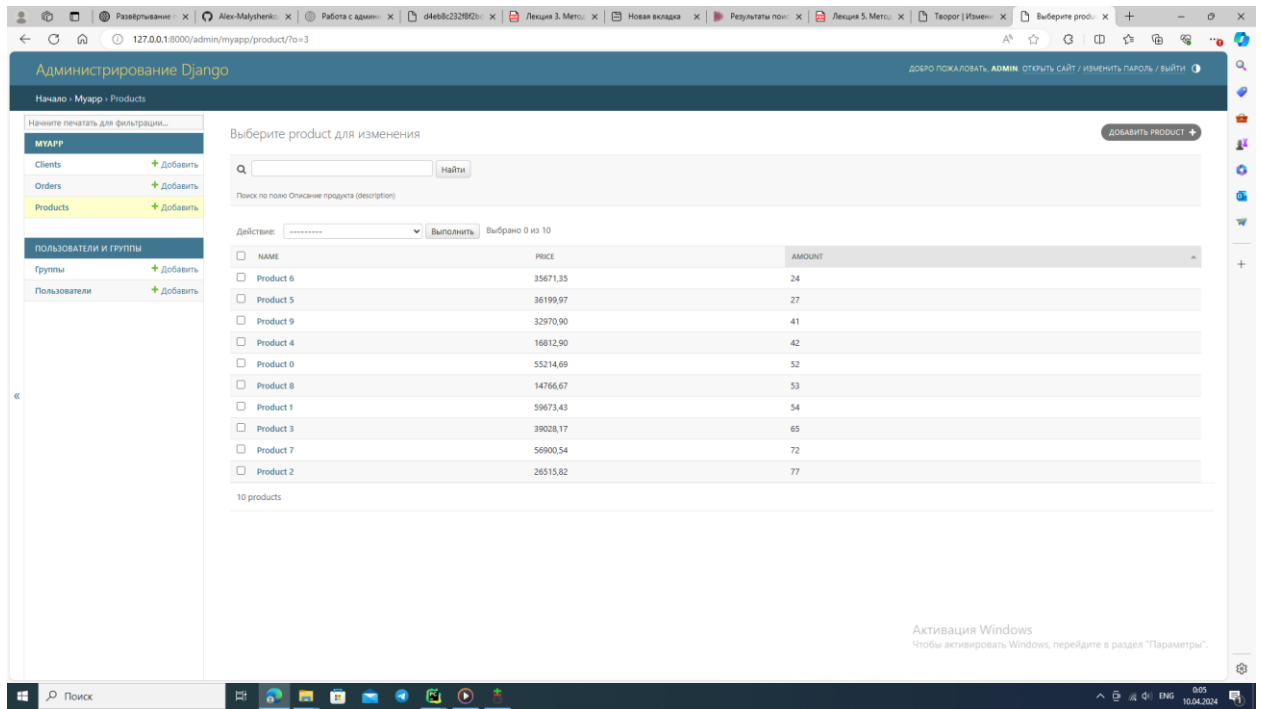 Развёртывание
Alex-Malyshenko
Работа с админ
d4eb8c232f8f2b
Лекция 3. Метод
Новая вкладка
Результаты поис
Лекция 5. Метод
Творог | Измен
Выберите produ
127.0.0.1:8000/admin/myapp/product/?o=3
Администрирование Django
ДОБРО ПОЖАЛОВАТЬ, ADMIN. ОТКРЫТЬ САЙТ / ИЗМЕНИТЬ ПАРОЛЬ / ВЫЙТИ
Начало › Myapp › Products
Начните печатать для фильтрации...
MYAPP
Clients + Добавить
Orders + Добавить
Products + Добавить
ПОЛЬЗОВАТЕЛИ И ГРУППЫ
Группы + Добавить
Пользователи + Добавить
«
Выберите product для изменения
ДОБАВИТЬ PRODUCT +
Найти
Поиск по полю Описание продукта (description)
Действие: --------- Выполнить Выбрано 0 из 10
NAME PRICE AMOUNT
Product 6 35671,35 24
Product 5 36199,97 27
Product 9 32970,90 41
Product 4 16812,90 42
Product 0 55214,69 52
Product 8 14766,67 53
Product 1 59673,43 54
Product 3 39028,17 65
Product 7 56900,54 72
Product 2 26515,82 77
10 products
Активация Windows
Чтобы активировать Windows, перейдите в раздел "Параметры".
Поиск
ENG
0:05
10.04.2024